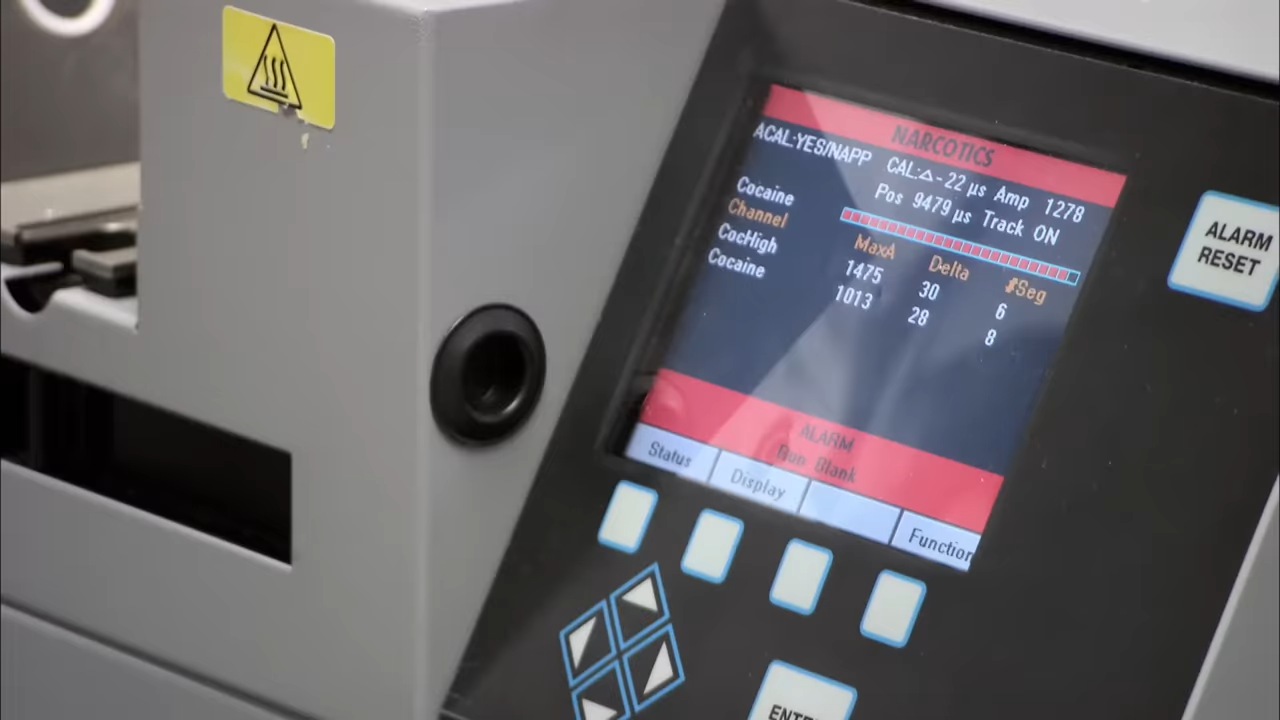 NARCOTICS
ACAL:YES/NAPP CAL:△-22 µs Amp 1278
Pos 9479 µs Track ON
Cocaine
Channel MaxA Delta #Seg
CocHigh 1475 30 6
Cocaine 1013 28 8
ALARM
Run Blank
Status Display Function
ALARM
RESET
ENTER